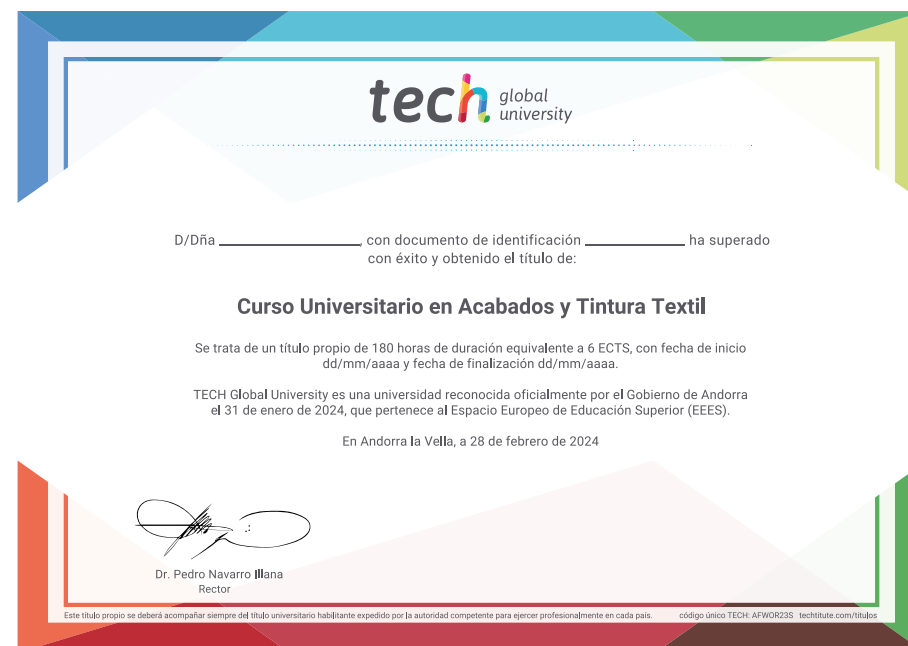 tech global university
D/Dña ______________, con documento de identificación __________ ha superado
con éxito y obtenido el título de:
Curso Universitario en Acabados y Tintura Textil
Se trata de un título propio de 180 horas de duración equivalente a 6 ECTS, con fecha de inicio
dd/mm/aaaa y fecha de finalización dd/mm/aaaa.
TECH Global University es una universidad reconocida oficialmente por el Gobierno de Andorra
el 31 de enero de 2024, que pertenece al Espacio Europeo de Educación Superior (EEES).
En Andorra la Vella, a 28 de febrero de 2024
Dr. Pedro Navarro Illana
Rector
Este título propio se deberá acompañar siempre del título universitario habilitante expedido por la autoridad competente para ejercer profesionalmente en cada país. código único TECH: AFWOR23S techtitute.com/titulos